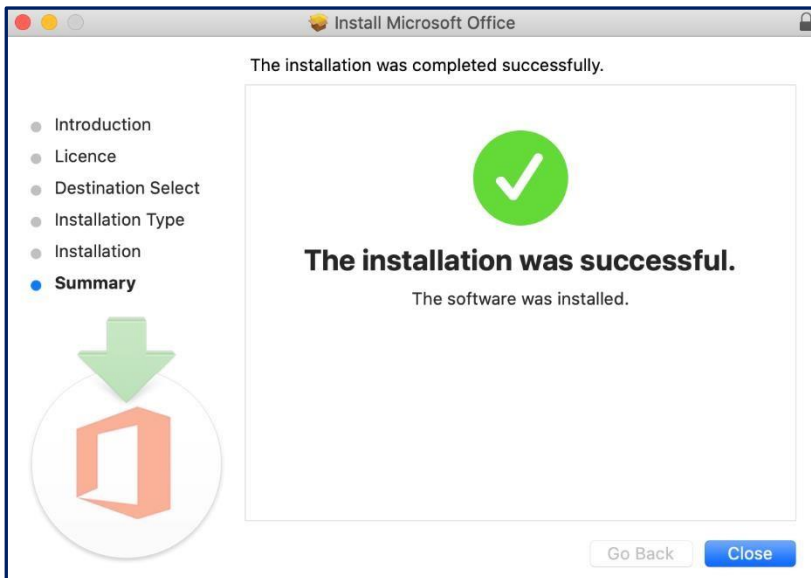 Install Microsoft Office
The installation was completed successfully.
Introduction
Licence
Destination Select
Installation Type
Installation
Summary
The installation was successful.
The software was installed.
Go Back
Close